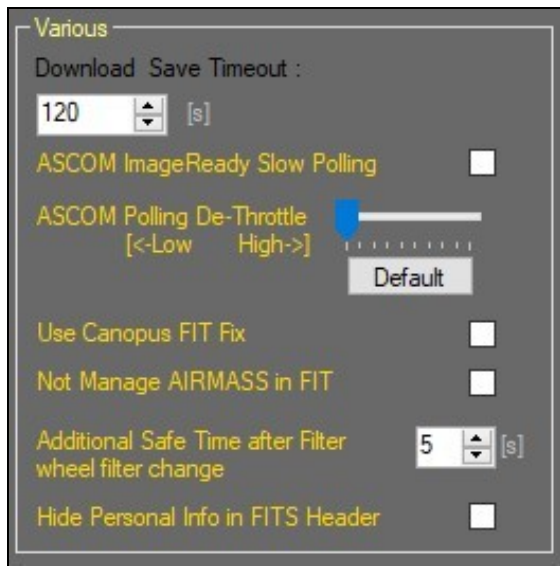 Various
Download Save Timeout :
120 [s]
ASCOM ImageReady Slow Polling
ASCOM Polling De-Throttle
[<-Low High->]
Default
Use Canopus FIT Fix
Not Manage AIRMASS in FIT
Additional Safe Time after Filter
wheel filter change
5 [s]
Hide Personal Info in FITS Header